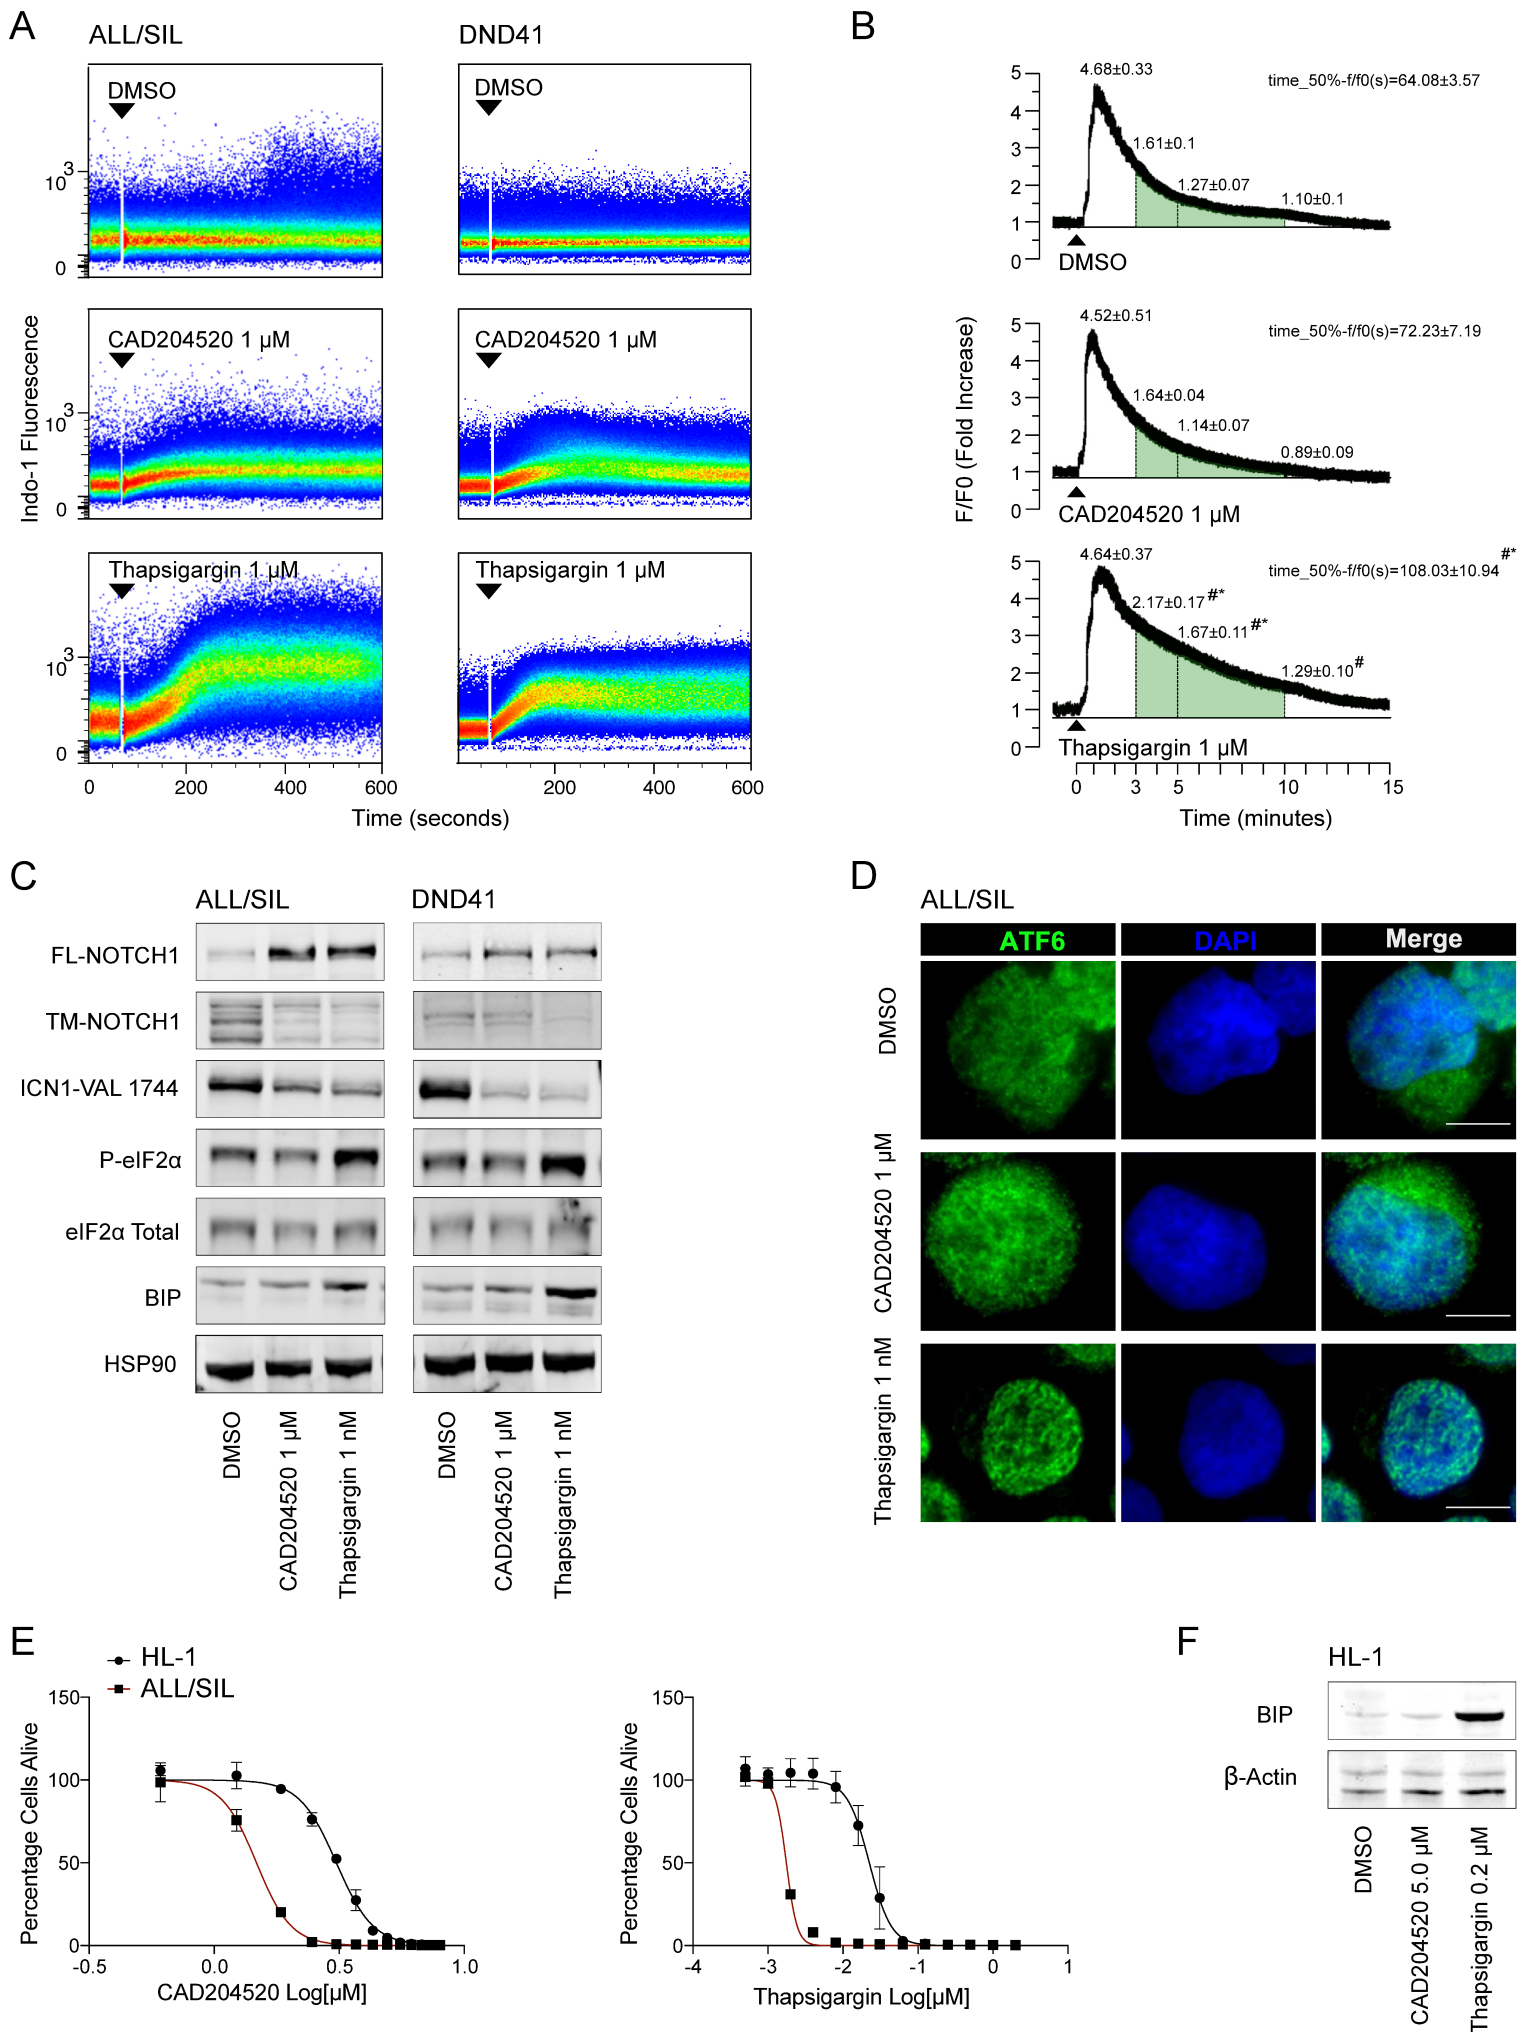 A
ALL/SIL
DND41
DMSO
DMSO
10 3
0
CAD204520 1 µM
CAD204520 1 µM
10 3
0
Thapsigargin 1 µM
Thapsigargin 1 µM
10 3
0
Indo-1 Fluorescence
0 200 400 600
0 200 400 600
Time (seconds)
B
5
4
3
2
1
0
4.68±0.33
time_50%-f/f0(s)=64.08±3.57
1.61±0.1
1.27±0.07
1.10±0.1
DMSO
5
4
3
2
1
0
4.52±0.51
time_50%-f/f0(s)=72.23±7.19
1.64±0.04
1.14±0.07
0.89±0.09
CAD204520 1 µM
5
4
3
2
1
0
4.64±0.37
time_50%-f/f0(s)=108.03±10.94 #*
2.17±0.17 #*
1.67±0.11 #*
1.29±0.10 #
Thapsigargin 1 µM
F/F0 (Fold Increase)
0 3 5 10 15
Time (minutes)
C
ALL/SIL
DND41
FL-NOTCH1
TM-NOTCH1
ICN1-VAL 1744
P-eIF2α
eIF2α Total
BIP
HSP90
DMSO
CAD204520 1 µM
Thapsigargin 1 nM
DMSO
CAD204520 1 µM
Thapsigargin 1 nM
D
ALL/SIL
ATF6
DAPI
Merge
DMSO
CAD204520 1 µM
Thapsigargin 1 nM
E
HL-1
ALL/SIL
150
100
50
0
Percentage Cells Alive
-0.5 0.0 0.5 1.0
CAD204520 Log[µM]
150
100
50
0
Percentage Cells Alive
-4 -3 -2 -1 0 1
Thapsigargin Log[µM]
F
HL-1
BIP
β-Actin
DMSO
CAD204520 5.0 µM
Thapsigargin 0.2 µM